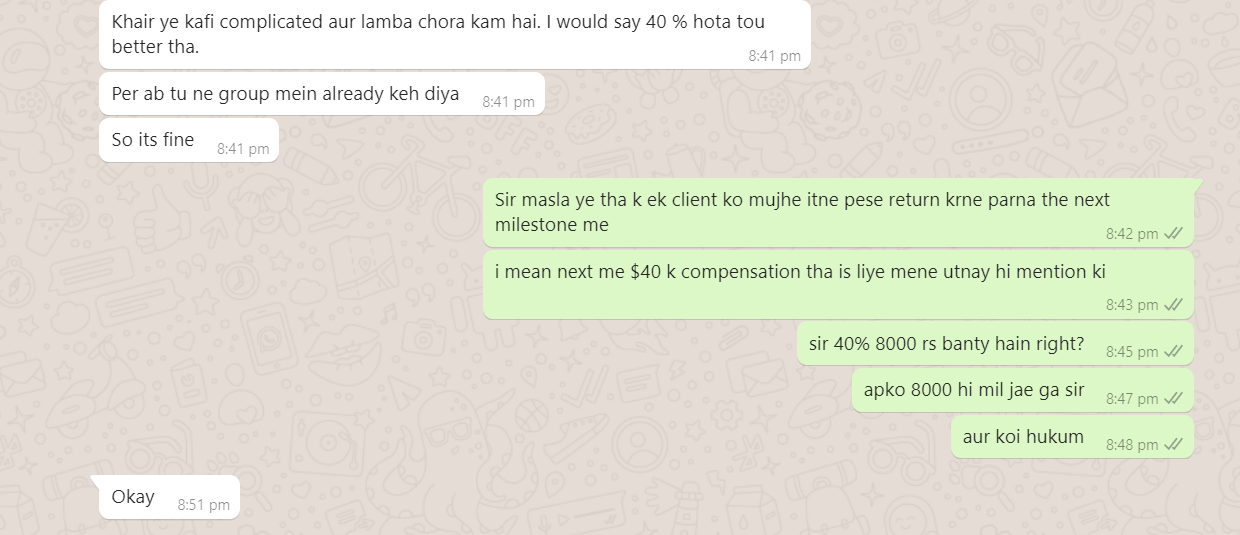 Khair ye kafi complicated aur lamba chora kam hai. I would say 40 % hota tou
better tha.
8:41 pm
Per ab tu ne group mein already keh diya 8:41 pm
So its fine 8:41 pm
Sir masla ye tha k ek client ko mujhe itne pese return krne parna the next
milestone me
8:42 pm
i mean next me $40 k compensation tha is liye mene utnay hi mention ki
8:43 pm
sir 40% 8000 rs banty hain right? 8:45 pm
apko 8000 hi mil jae ga sir 8:47 pm
aur koi hukum 8:48 pm
Okay 8:51 pm